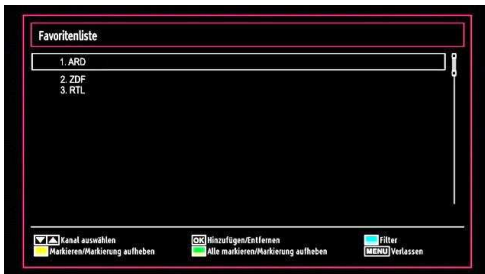 Favoritenliste
1. ARD
2. ZDF
3. RTL
Kanal auswählen OK Hinzufügen/Entfernen Filter
Markieren/Markierung aufheben Alle markieren/Markierung aufheben MENU Verlassen